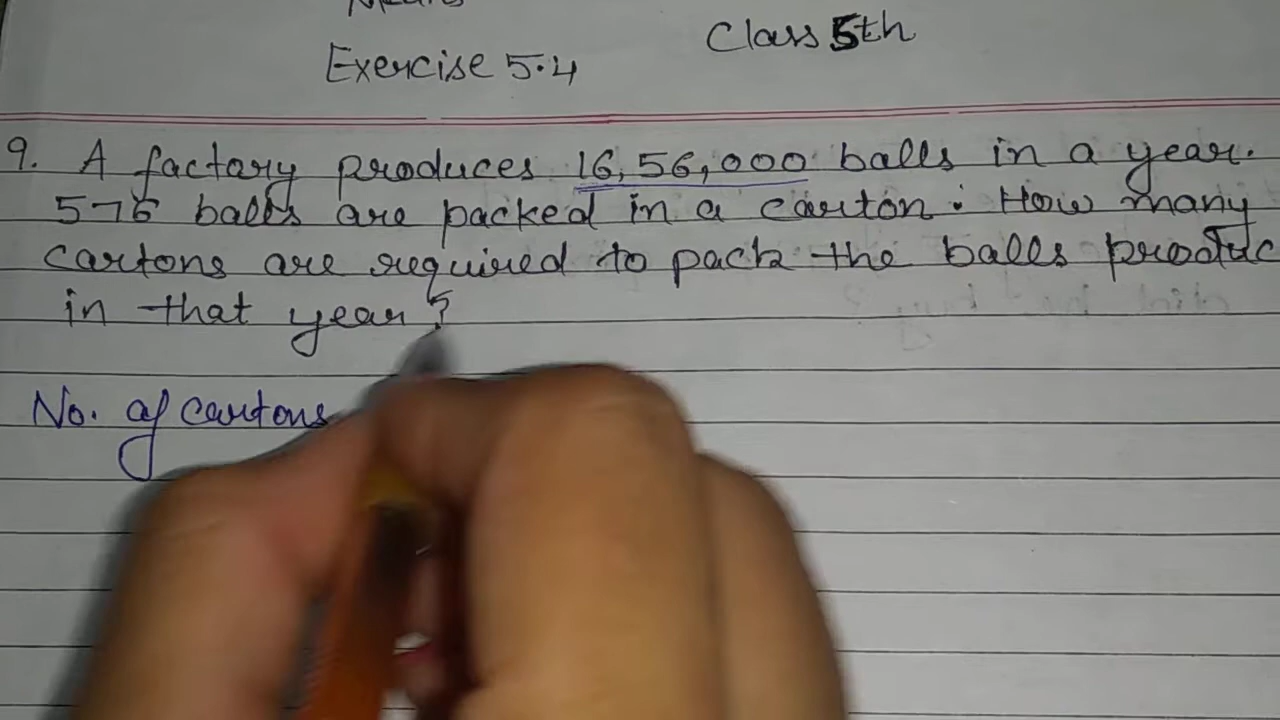 Exercise 5.4
Class 5th
9. A factory produces 16,56,000 balls in a year.
576 balls are packed in a carton. How many
cartons are required to pack the balls produc
in that year?
No. of cartons